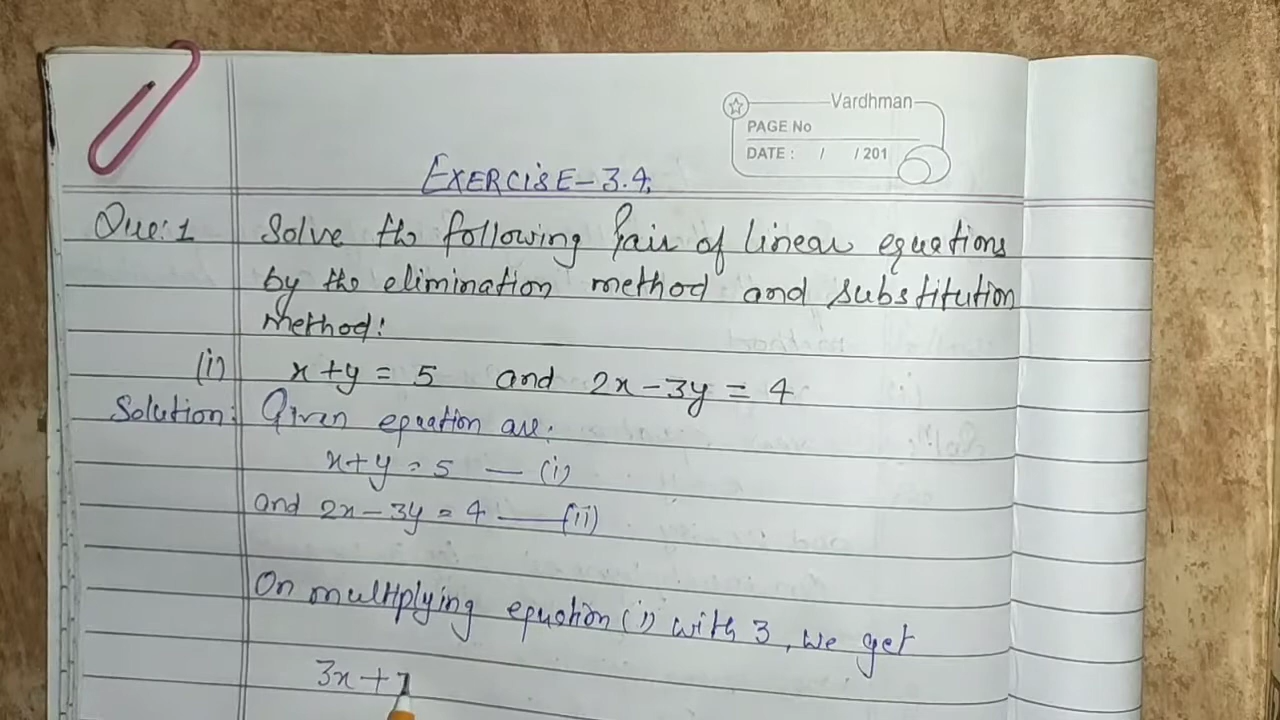 Vardhman
PAGE No
DATE : / / 201
EXERCISE-3.4.
Que:1 Solve the following Pair of linear equations
by the elimination method and substitution
method:
(i) x+y = 5 and 2x-3y = 4
Solution: Given equation are:
x+y = 5 — (i)
and 2x-3y = 4 — (ii)
On multiplying equation (i) with 3, we get
3x+